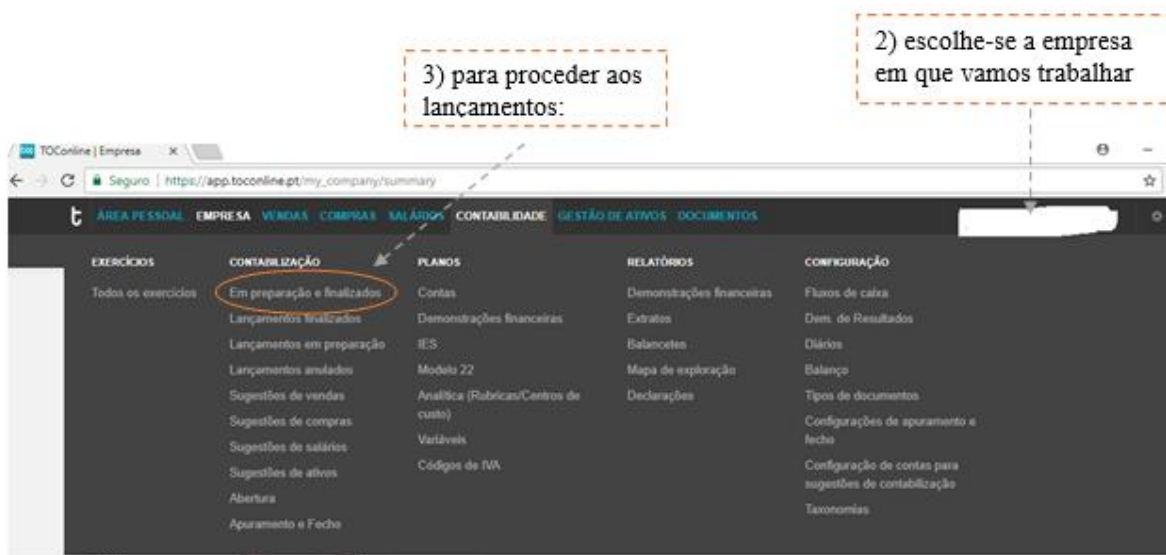 2) escolhe-se a empresa
em que vamos trabalhar
3) para proceder aos
lançamentos:
TOConline | Empresa
Seguro | https://app.toconline.pt/my_company/summary
ÁREA PESSOAL EMPRESA VENDAS COMPRAS SALÁRIOS CONTABILIDADE GESTÃO DE ATIVOS DOCUMENTOS
EXERCÍCIOS
Todos os exercícios
CONTABILIZAÇÃO
Em preparação e finalizados
Lançamentos finalizados
Lançamentos em preparação
Lançamentos anulados
Sugestões de vendas
Sugestões de compras
Sugestões de salários
Sugestões de ativos
Abertura
Apuramento e Fecho
PLANOS
Contas
Demonstrações financeiras
IES
Modelo 22
Analítica (Rubricas/Centros de
custo)
Variáveis
Códigos de IVA
RELATÓRIOS
Demonstrações financeiras
Extratos
Balancetes
Mapa de exploração
Declarações
CONFIGURAÇÃO
Fluxos de caixa
Dem. de Resultados
Diários
Balanço
Tipos de documentos
Configurações de apuramento e
fecho
Configuração de contas para
sugestões de contabilização
Taxonomias